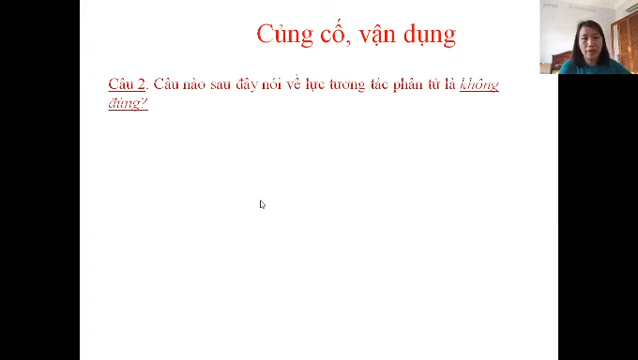 Củng cố, vận dụng
Câu 2. Câu nào sau đây nói về lực tương tác phân tử là không
đúng?